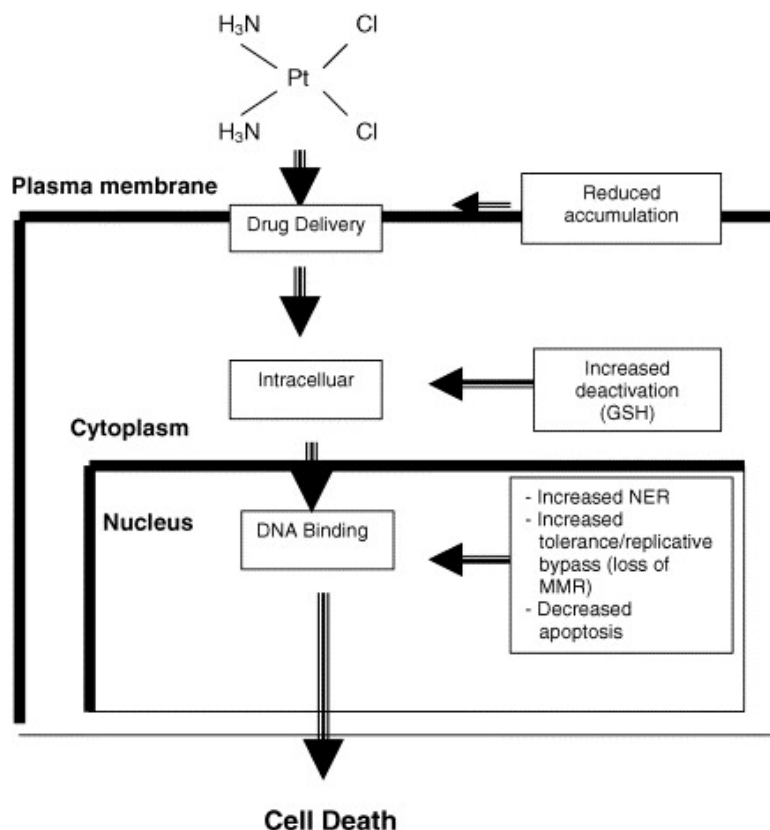 H₃N Cl
Pt
H₃N Cl
Plasma membrane
Reduced
accumulation
Drug Delivery
Intracelluar
Increased
deactivation
(GSH)
Cytoplasm
Nucleus
DNA Binding
- Increased NER
- Increased
tolerance/replicative
bypass (loss of
MMR)
- Decreased
apoptosis
Cell Death